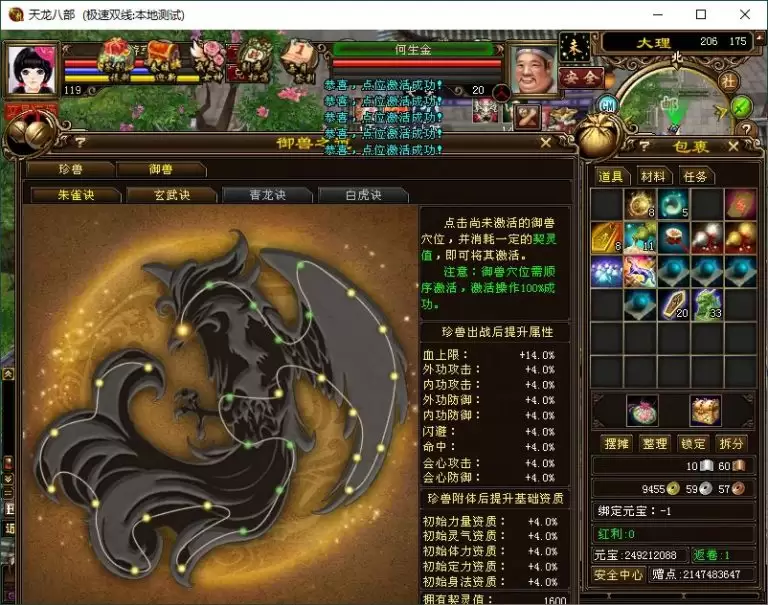 天龙八部 (极速双线:本地测试)
何生金
未
大理 206 175
北
119
20
安全
社
GM
恭喜，点位激活成功!
恭喜，点位激活成功!
恭喜，点位激活成功!
恭喜，点位激活成功!
恭喜，点位激活成功!
?
御兽之
? 包裹
珍兽 御兽
朱雀诀 玄武诀 青龙诀 白虎诀
点击尚未激活的御兽
穴位，并消耗一定的契灵
值，即可将其激活。
注意：御兽穴位需顺
序激活，激活操作100%成
功。
珍兽出战后提升属性
血上限： +14.0%
外功攻击： +4.0%
内功攻击： +4.0%
外功防御： +4.0%
内功防御： +4.0%
闪避： +4.0%
命中： +4.0%
会心攻击： +4.0%
会心防御： +4.0%
珍兽附体后提升基础资质
初始力量资质： +4.0%
初始灵气资质： +4.0%
初始体力资质： +4.0%
初始定力资质： +4.0%
初始身法资质： +4.0%
拥有契灵值： 1600
道具 材料 任务
8 5
8 11
20 33
摆摊 整理 锁定 拆分
10 60
9455 59 57
绑定元宝：-1
红利:0
元宝:249212088 返卷:1
安全中心 赠点:2147483647